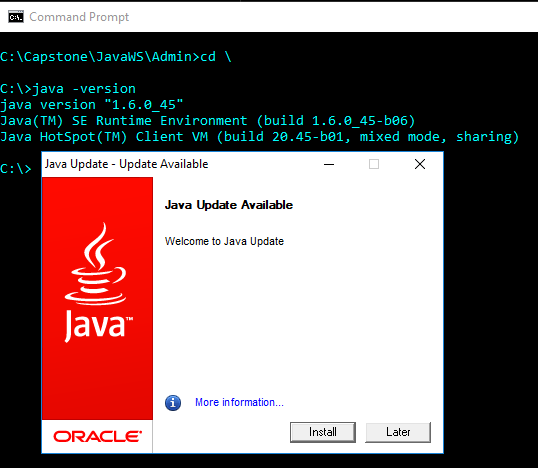 Command Prompt
C:\Capstone\JavaWS\Admin>cd \
C:\>java -version
java version "1.6.0_45"
Java(TM) SE Runtime Environment (build 1.6.0_45-b06)
Java HotSpot(TM) Client VM (build 20.45-b01, mixed mode, sharing)
C:\>
Java Update - Update Available
Java Update Available
Welcome to Java Update
Java™
More information...
ORACLE®
Install
Later